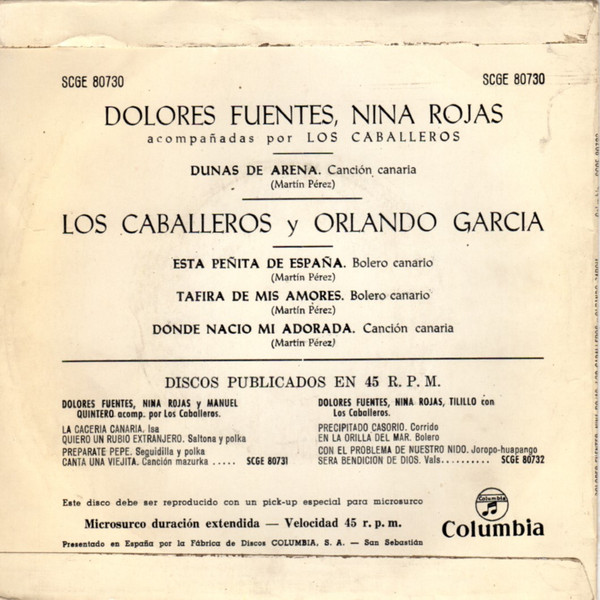 SCGE 80730 SCGE 80730
DOLORES FUENTES, NINA ROJAS
acompañadas por LOS CABALLEROS
DUNAS DE ARENA. Canción canaria
(Martín Pérez)
LOS CABALLEROS y ORLANDO GARCIA
ESTA PEÑITA DE ESPAÑA. Bolero canario
(Martín Pérez)
TAFIRA DE MIS AMORES. Bolero canario
(Martín Pérez)
DONDE NACIO MI ADORADA. Canción canaria
(Martín Pérez)
DISCOS PUBLICADOS EN 45 R. P. M.
DOLORES FUENTES, NINA ROJAS y MANUEL
QUINTERO acomp. por Los Caballeros.
LA CACERIA CANARIA. Isa
QUIERO UN RUBIO EXTRANJERO. Saltona y polka
PREPARATE PEPE. Seguidilla y polka
CANTA UNA VIEJITA. Canción mazurka ..... SCGE 80731
DOLORES FUENTES, NINA ROJAS, TILILLO con
Los Caballeros.
PRECIPITADO CASORIO. Corrido
EN LA ORILLA DEL MAR. Bolero
CON EL PROBLEMA DE NUESTRO NIDO. Joropo-huapango
SERA BENDICION DE DIOS. Vals.......... SCGE 80732
Este disco debe ser reproducido con un pick-up especial para microsurco
Microsurco duración extendida — Velocidad 45 r. p. m.
Presentado en España por la Fábrica de Discos COLUMBIA, S. A. — San Sebastián
Columbia
Columbia